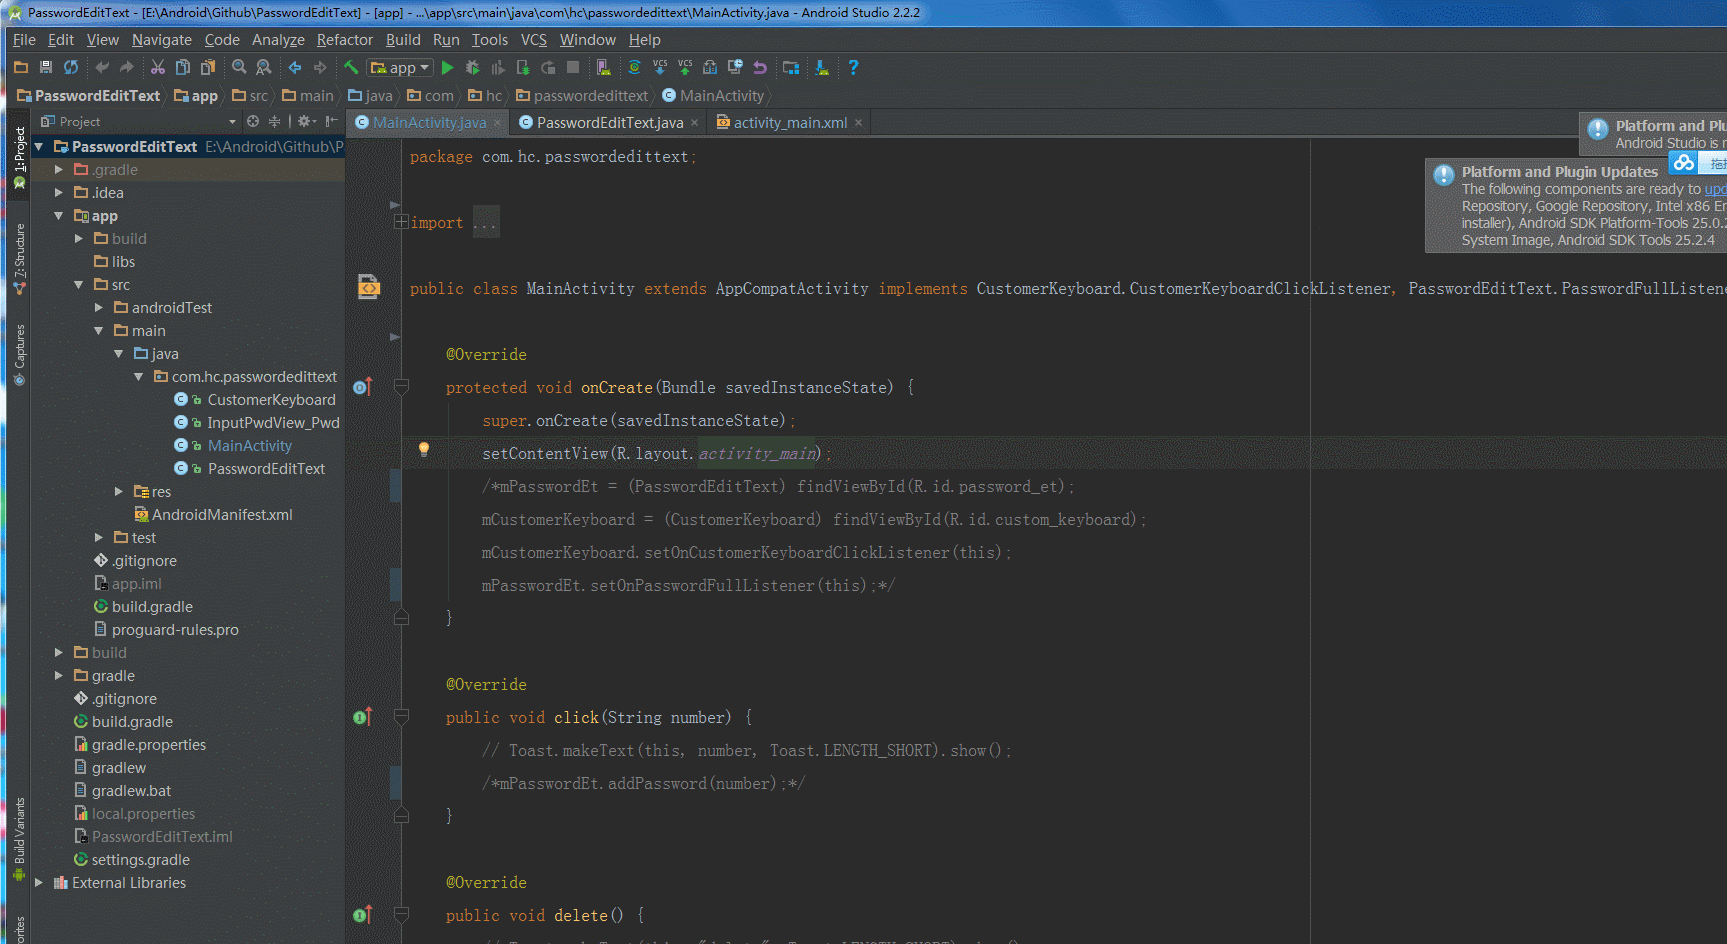 PasswordEditText - [E:\Android\Github\PasswordEditText] - [app] - ...\app\src\main\java\com\hc\passwordedittext\MainActivity.java - Android Studio 2.2.2
File Edit View Navigate Code Analyze Refactor Build Run Tools VCS Window Help
app VCS VCS ?
PasswordEditText app src main java com hc passwordedittext MainActivity
Project
MainActivity.java × PasswordEditText.java × activity_main.xml ×
1: Project
7: Structure
Captures
Build Variants
PasswordEditText E:\Android\Github\P
.gradle
.idea
app
build
libs
src
androidTest
main
java
com.hc.passwordedittext
CustomerKeyboard
InputPwdView_Pwd
MainActivity
PasswordEditText
res
AndroidManifest.xml
test
.gitignore
app.iml
build.gradle
proguard-rules.pro
build
gradle
.gitignore
build.gradle
gradle.properties
gradlew
gradlew.bat
local.properties
PasswordEditText.iml
settings.gradle
External Libraries
package com.hc.passwordedittext;
import ...
public class MainActivity extends AppCompatActivity implements CustomerKeyboard.CustomerKeyboardClickListener, PasswordEditText.PasswordFullListene
@Override
protected void onCreate(Bundle savedInstanceState) {
super.onCreate(savedInstanceState);
setContentView(R.layout.activity_main);
/*mPasswordEt = (PasswordEditText) findViewById(R.id.password_et);
mCustomerKeyboard = (CustomerKeyboard) findViewById(R.id.custom_keyboard);
mCustomerKeyboard.setOnCustomerKeyboardClickListener(this);
mPasswordEt.setOnPasswordFullListener(this);*/
}
@Override
public void click(String number) {
// Toast.makeText(this, number, Toast.LENGTH_SHORT).show();
/*mPasswordEt.addPassword(number);*/
}
@Override
public void delete() {
Platform and Plu
Android Studio is r
Platform and Plugin Updates
The following components are ready to upd
Repository, Google Repository, Intel x86 Er
installer), Android SDK Platform-Tools 25.0.
System Image, Android SDK Tools 25.2.4